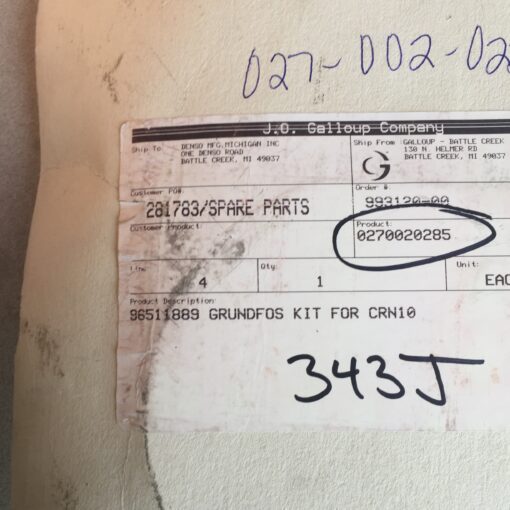 027-002-02
J.O. Galloup Company
Ship To DENSO MFG.MICHIGAN INC
ONE DENSO ROAD
BATTLE CREEK, MI 49037
Ship From GALLOUP - BATTLE CREEK
130 N HELMER RD
BATTLE CREEK, MI 49037
Customer PO#:
281783/SPARE PARTS
Order #
993120-00
Customer Product:
Product:
0270020285
Line
4
Qty:
1
Unit:
EAC
Product Description:
96511889 GRUNDFOS KIT FOR CRN10
343J